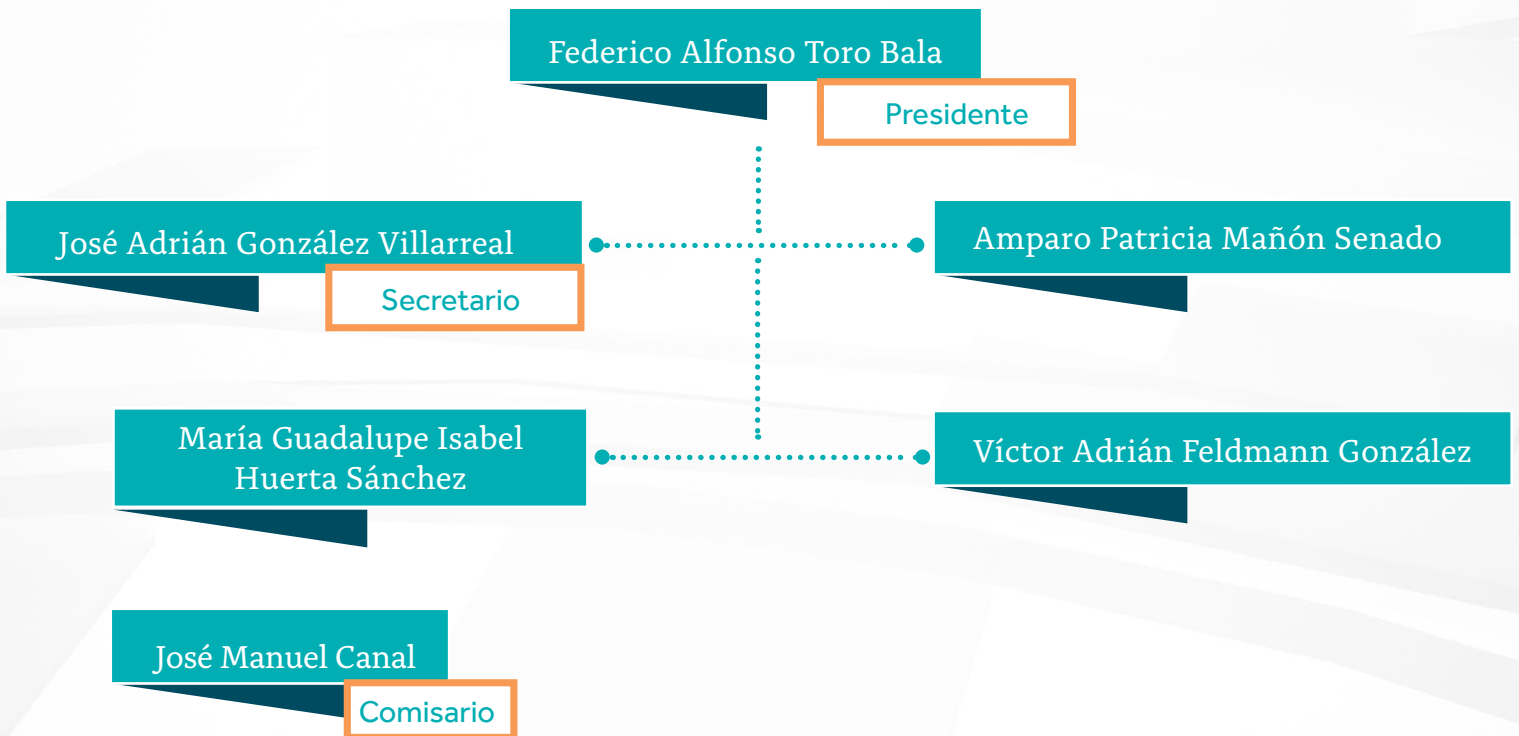 Federico Alfonso Toro Bala
Presidente
José Adrián González Villarreal
Secretario
Amparo Patricia Mañón Senado
María Guadalupe Isabel
Huerta Sánchez
Víctor Adrián Feldmann González
José Manuel Canal
Comisario